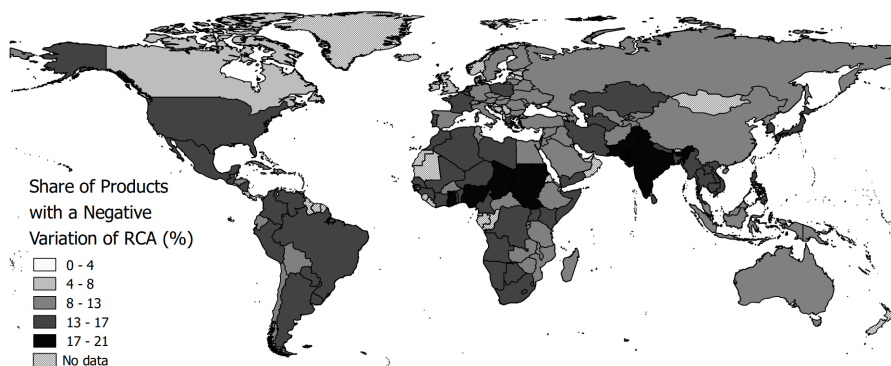 Share of Products
with a Negative
Variation of RCA (%)
0 - 4
4 - 8
8 - 13
13 - 17
17 - 21
No data